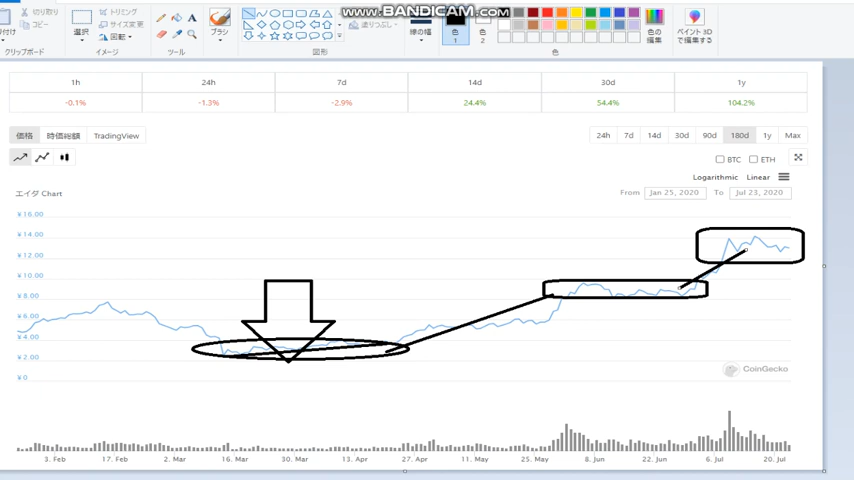 www.BANDICAM.com
切り取り トリミング
り付け コピー 選択 サイズ変更 ブラシ 塗りつぶし 線の幅 色 1 色 2 色の編集 ペイント 3D で編集する
回転
クリップボード イメージ ツール 図形 色
1h 24h 7d 14d 30d 1y
-0.1% -1.3% -2.9% 24.4% 54.4% 104.2%
価格 時価総額 TradingView 24h 7d 14d 30d 90d 180d 1y Max
BTC ETH
Logarithmic Linear
エイダ Chart From Jan 25, 2020 To Jul 23, 2020
¥16.00
¥14.00
¥12.00
¥10.00
¥8.00
¥6.00
¥4.00
¥2.00
¥0
CoinGecko
3. Feb 17. Feb 2. Mar 16. Mar 30. Mar 13. Apr 27. Apr 11. May 25. May 8. Jun 22. Jun 6. Jul 20. Jul